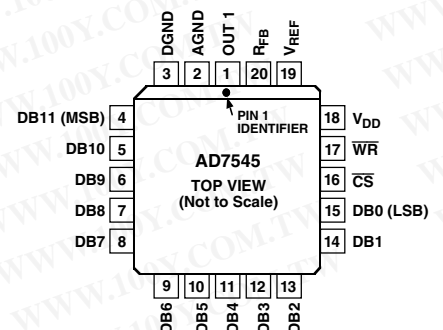 DGND AGND OUT 1 RFB VREF
3 2 1 20 19
PIN 1
IDENTIFIER
DB11 (MSB) 4
18 VDD
DB10 5
17 WR
AD7545
DB9 6
16 CS
TOP VIEW
(Not to Scale)
DB8 7
15 DB0 (LSB)
DB7 8
14 DB1
9 10 11 12 13
DB6 DB5 DB4 DB3 DB2
WWW.100Y.COM.TW